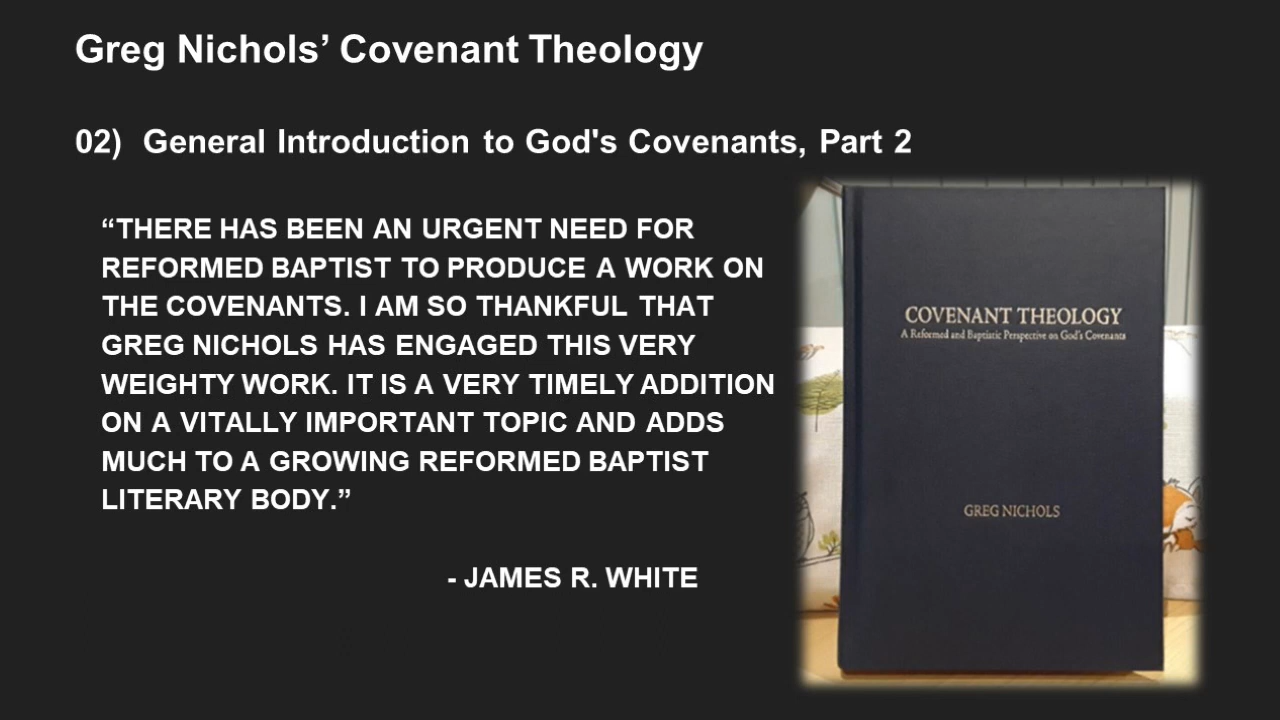 Greg Nichols’ Covenant Theology
02) General Introduction to God's Covenants, Part 2
“THERE HAS BEEN AN URGENT NEED FOR
REFORMED BAPTIST TO PRODUCE A WORK ON
THE COVENANTS. I AM SO THANKFUL THAT
GREG NICHOLS HAS ENGAGED THIS VERY
WEIGHTY WORK. IT IS A VERY TIMELY ADDITION
ON A VITALLY IMPORTANT TOPIC AND ADDS
MUCH TO A GROWING REFORMED BAPTIST
LITERARY BODY.”
- JAMES R. WHITE
COVENANT THEOLOGY
A Reformed and Baptistic Perspective on God's Covenants
GREG NICHOLS